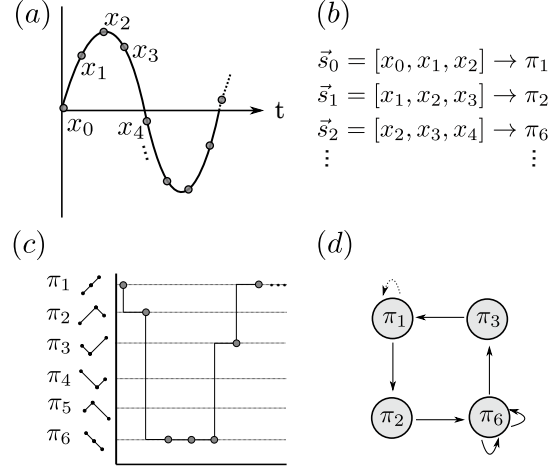 (a)
x₂
x₁
x₃
t
x₀
x₄
(b)
s⃗₀ = [x₀, x₁, x₂] → π₁
s⃗₁ = [x₁, x₂, x₃] → π₂
s⃗₂ = [x₂, x₃, x₄] → π₆
⋮ ⋮
(c)
π₁
π₂
π₃
π₄
π₅
π₆
(d)
π₁ π₃
π₂ π₆